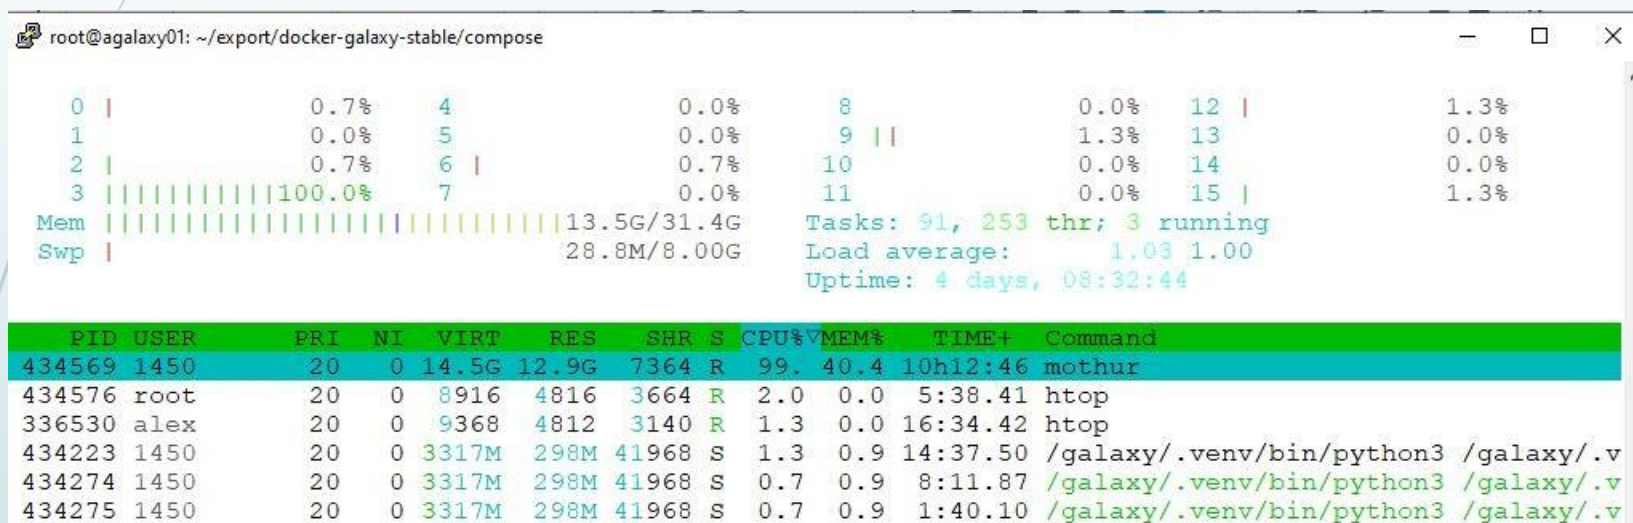 root@agalaxy01: ~/export/docker-galaxy-stable/compose
0 | 0.7% 4 0.0% 8 0.0% 12 | 1.3%
1 0.0% 5 0.0% 9 || 1.3% 13 0.0%
2 | 0.7% 6 | 0.7% 10 0.0% 14 0.0%
3 |||||||||||100.0% 7 0.0% 11 0.0% 15 | 1.3%
Mem ||||||||||||||||||||||||||||||13.5G/31.4G Tasks: 91, 253 thr; 3 running
Swp | 28.8M/8.00G Load average: 1.03 1.00
Uptime: 4 days, 08:32:44
PID USER PRI NI VIRT RES SHR S CPU%▽MEM% TIME+ Command
434569 1450 20 0 14.5G 12.9G 7364 R 99. 40.4 10h12:46 mothur
434576 root 20 0 8916 4816 3664 R 2.0 0.0 5:38.41 htop
336530 alex 20 0 9368 4812 3140 R 1.3 0.0 16:34.42 htop
434223 1450 20 0 3317M 298M 41968 S 1.3 0.9 14:37.50 /galaxy/.venv/bin/python3 /galaxy/.v
434274 1450 20 0 3317M 298M 41968 S 0.7 0.9 8:11.87 /galaxy/.venv/bin/python3 /galaxy/.v
434275 1450 20 0 3317M 298M 41968 S 0.7 0.9 1:40.10 /galaxy/.venv/bin/python3 /galaxy/.v